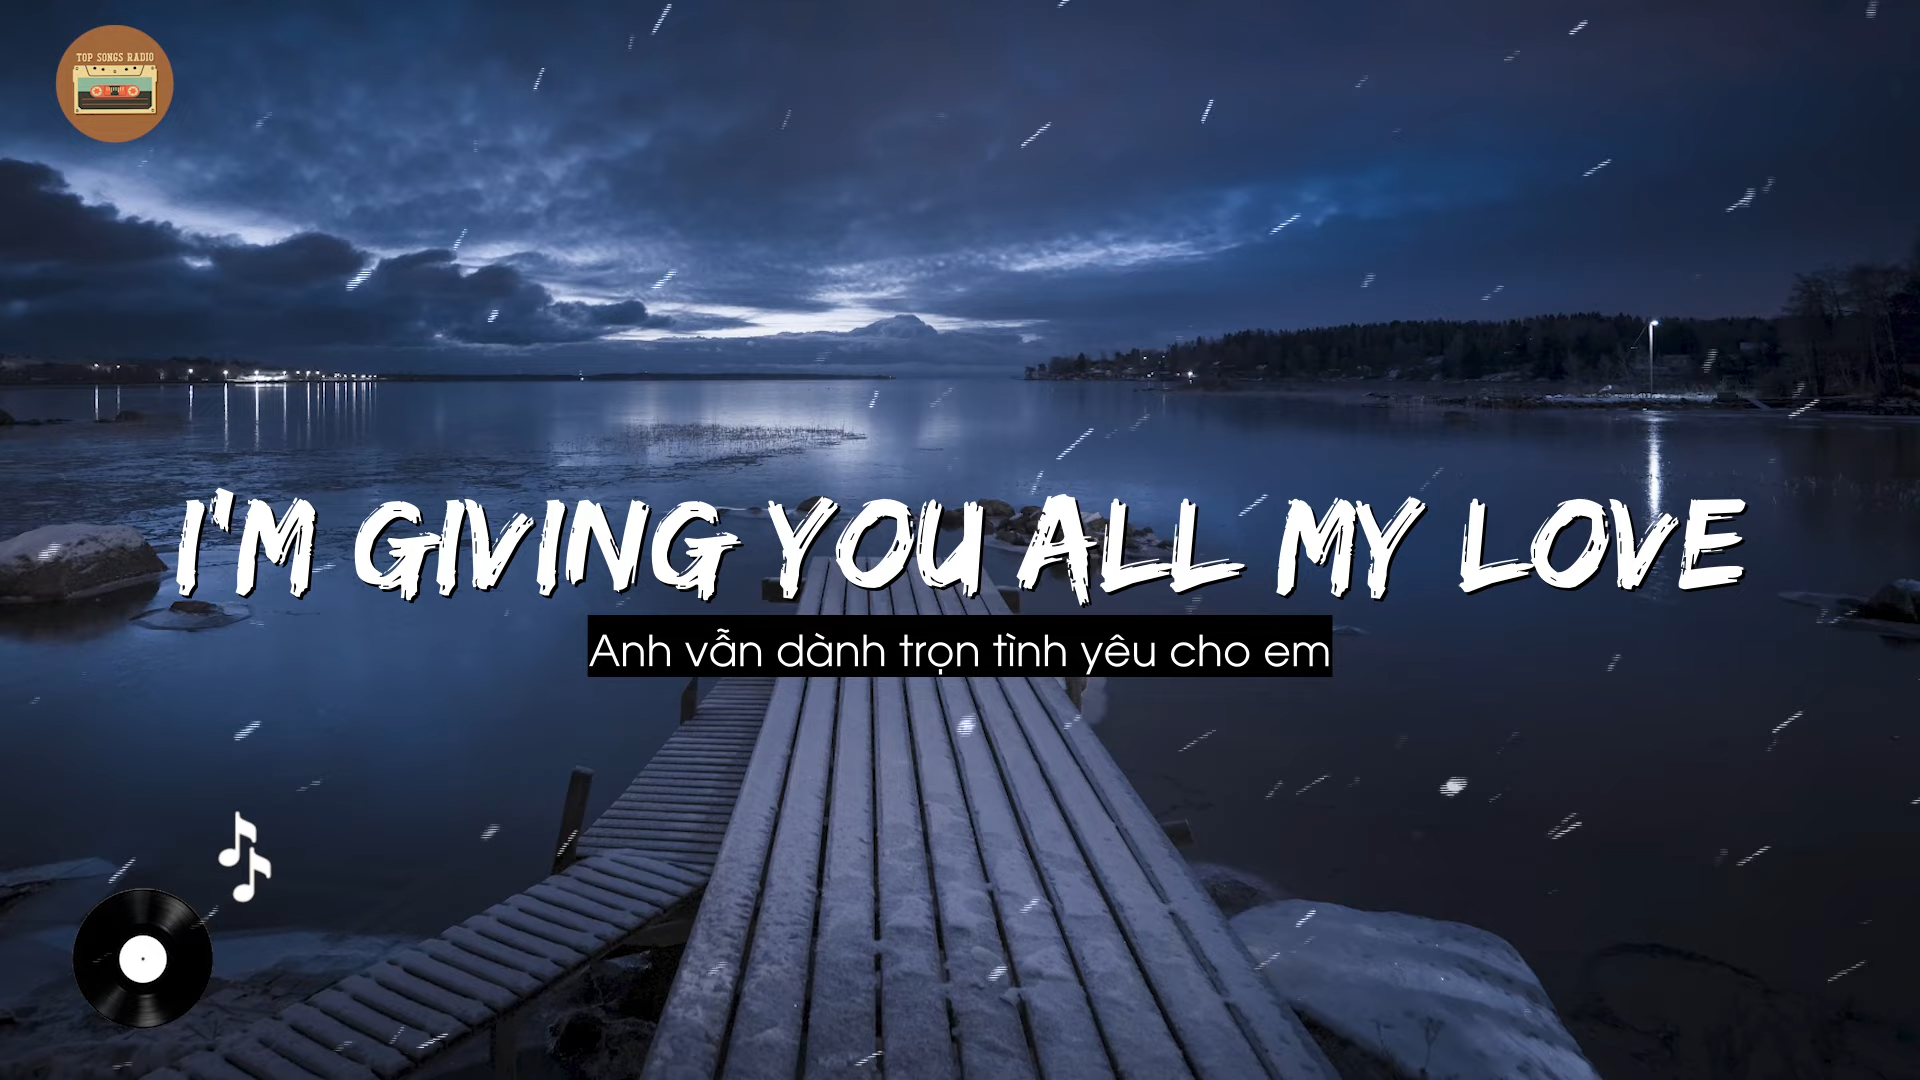 TOP SONGS RADIO
I'M GIVING YOU ALL MY LOVE
Anh vẫn dành trọn tình yêu cho em